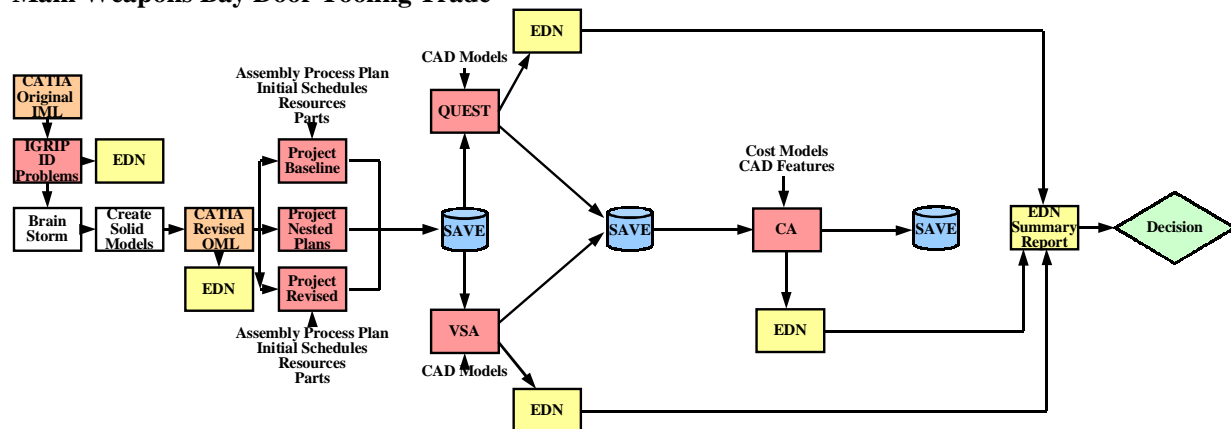 Main Weapons Bay Door Tooling Trade
EDN
CAD Models
Assembly Process Plan
Initial Schedules
Resources
Parts
CATIA
Original
IML
QUEST
IGRIP
ID
Problems
EDN
Project
Baseline
Cost Models
CAD Features
Brain
Storm
Create
Solid
Models
CATIA
Revised
OML
Project
Nested
Plans
SAVE
SAVE
CA
SAVE
EDN
Summary
Report
Decision
EDN
Project
Revised
VSA
EDN
Assembly Process Plan
Initial Schedules
Resources
Parts
CAD Models
EDN